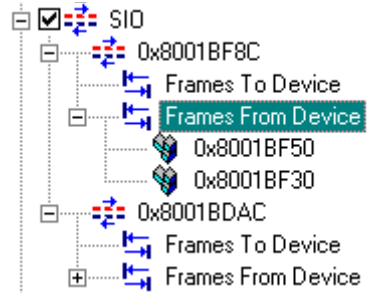 SIO
0x8001BF8C
Frames To Device
Frames From Device
0x8001BF50
0x8001BF30
0x8001BDAC
Frames To Device
Frames From Device